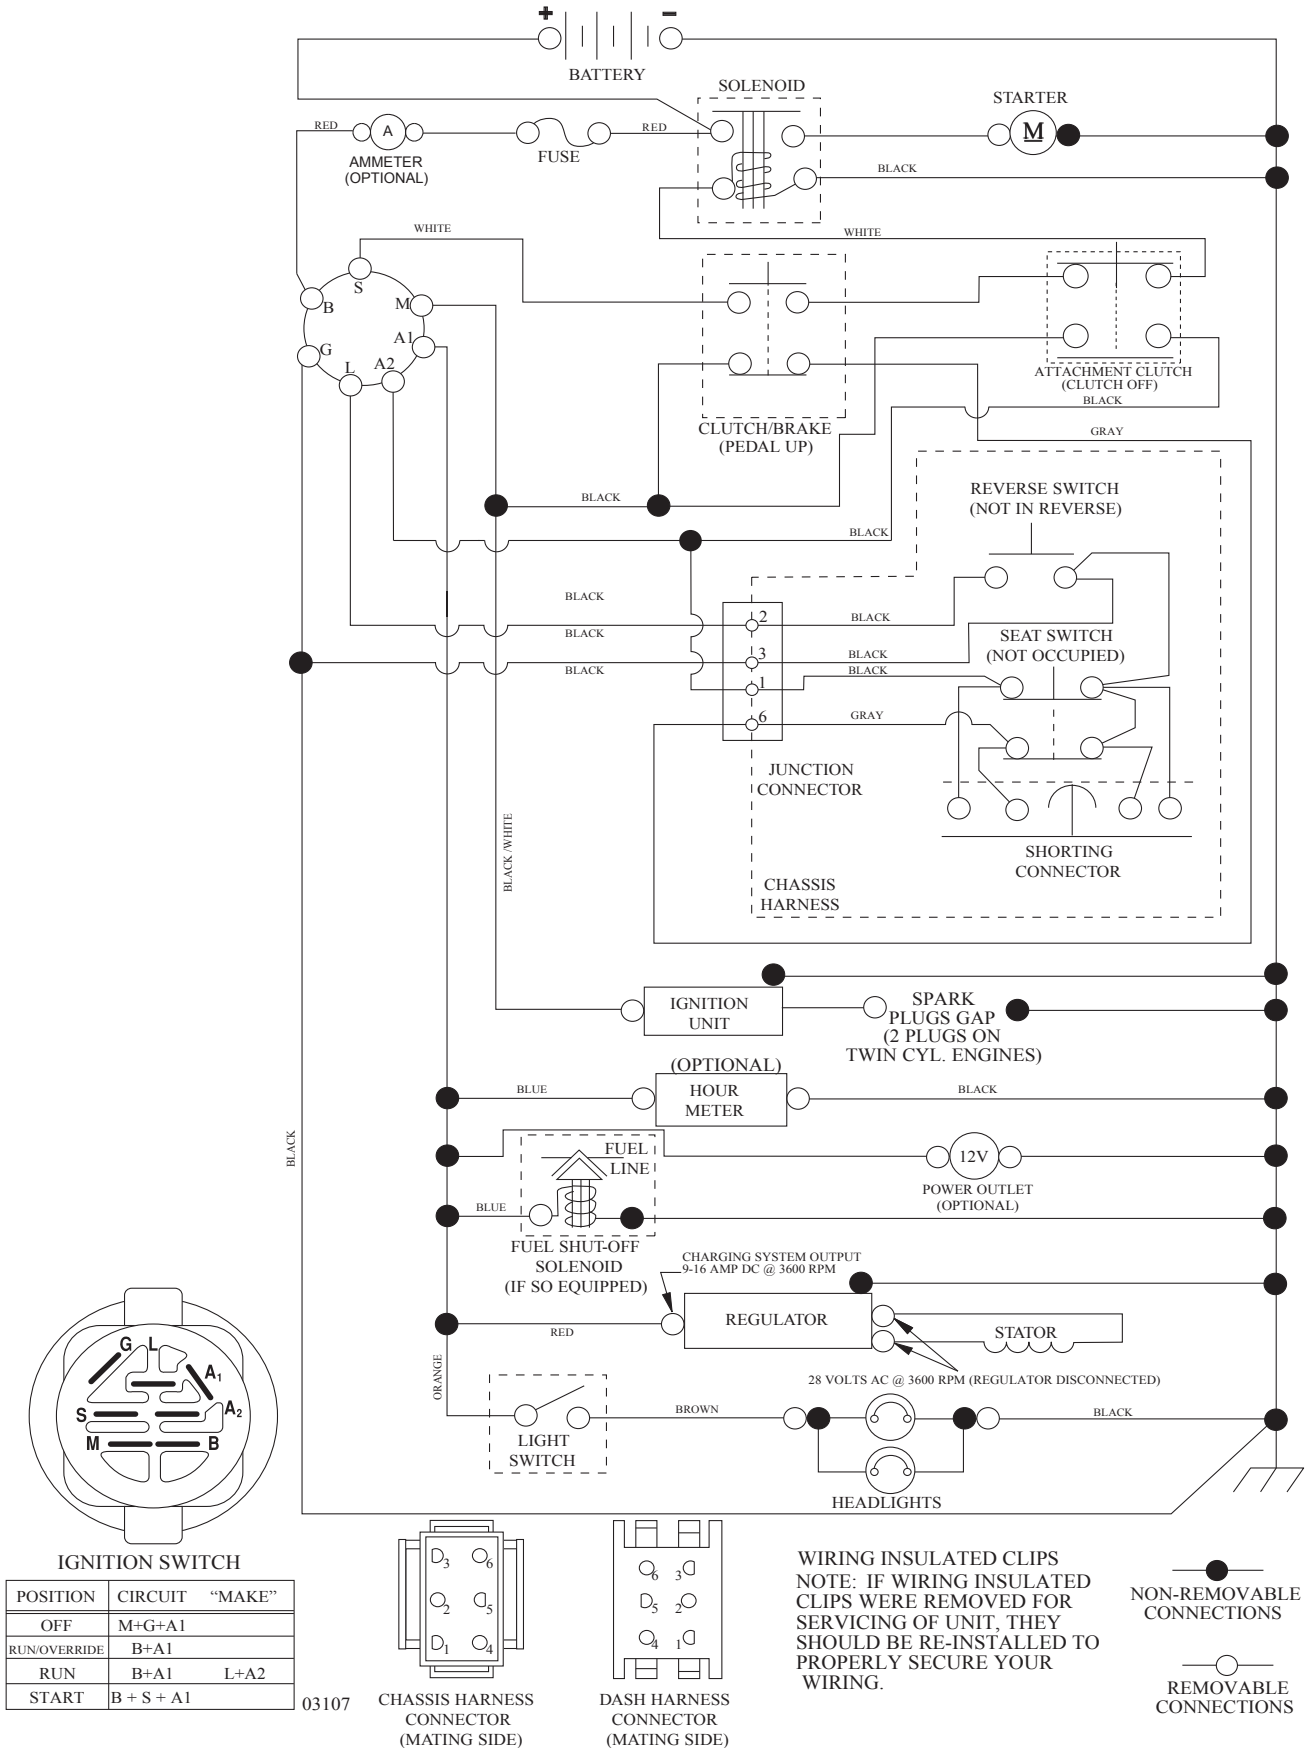 + −
BATTERY
SOLENOID
STARTER
RED
A
RED
M
AMMETER
(OPTIONAL)
FUSE
BLACK
WHITE
WHITE
S
B
M
A1
G
L
A2
ATTACHMENT CLUTCH
(CLUTCH OFF)
BLACK
CLUTCH/BRAKE
(PEDAL UP)
GRAY
REVERSE SWITCH
(NOT IN REVERSE)
BLACK
BLACK
BLACK
2
BLACK
BLACK
SEAT SWITCH
(NOT OCCUPIED)
3
BLACK
BLACK
1
BLACK
6
GRAY
JUNCTION
CONNECTOR
BLACK /WHITE
SHORTING
CONNECTOR
CHASSIS
HARNESS
IGNITION
UNIT
SPARK
PLUGS GAP
(2 PLUGS ON
TWIN CYL. ENGINES)
(OPTIONAL)
BLUE
HOUR
METER
BLACK
BLACK
FUEL
LINE
12V
POWER OUTLET
(OPTIONAL)
BLUE
FUEL SHUT-OFF
SOLENOID
(IF SO EQUIPPED)
CHARGING SYSTEM OUTPUT
9-16 AMP DC @ 3600 RPM
REGULATOR
RED
STATOR
28 VOLTS AC @ 3600 RPM (REGULATOR DISCONNECTED)
ORANGE
BROWN
BLACK
LIGHT
SWITCH
HEADLIGHTS
G L
A1
S A2
M B
IGNITION SWITCH
POSITION CIRCUIT “MAKE”
OFF M+G+A1
RUN/OVERRIDE B+A1
RUN B+A1 L+A2
START B + S + A1
03107
3 6
2 5
1 4
CHASSIS HARNESS
CONNECTOR
(MATING SIDE)
6 3
5 2
4 1
DASH HARNESS
CONNECTOR
(MATING SIDE)
WIRING INSULATED CLIPS
NOTE: IF WIRING INSULATED
CLIPS WERE REMOVED FOR
SERVICING OF UNIT, THEY
SHOULD BE RE-INSTALLED TO
PROPERLY SECURE YOUR
WIRING.
NON-REMOVABLE
CONNECTIONS
REMOVABLE
CONNECTIONS